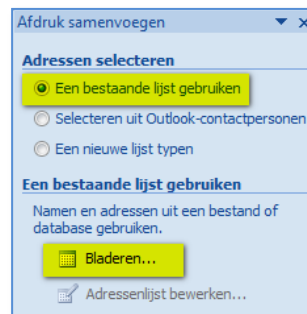 Afdruk samenvoegen
Adressen selecteren
Een bestaande lijst gebruiken
Selecteren uit Outlook-contactpersonen
Een nieuwe lijst typen
Een bestaande lijst gebruiken
Namen en adressen uit een bestand of
database gebruiken.
Bladeren...
Adressenlijst bewerken...